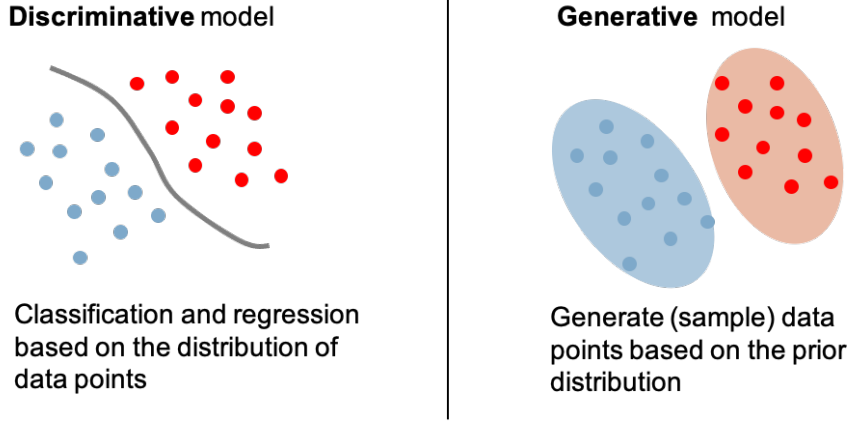 Discriminative model
Classification and regression
based on the distribution of
data points
Generative model
Generate (sample) data
points based on the prior
distribution